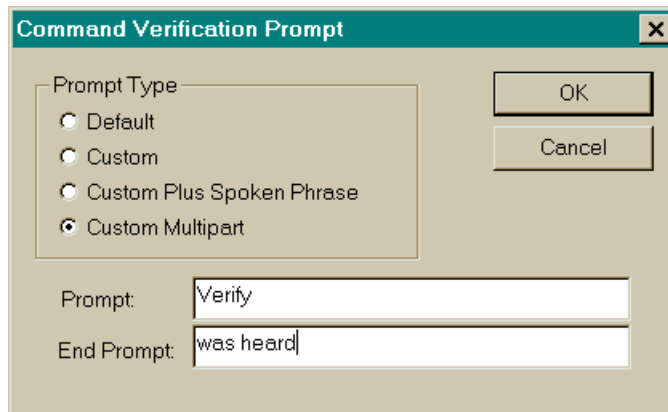 Command Verification Prompt
Prompt Type
Default
Custom
Custom Plus Spoken Phrase
Custom Multipart
OK
Cancel
Prompt: Verify
End Prompt: was heard